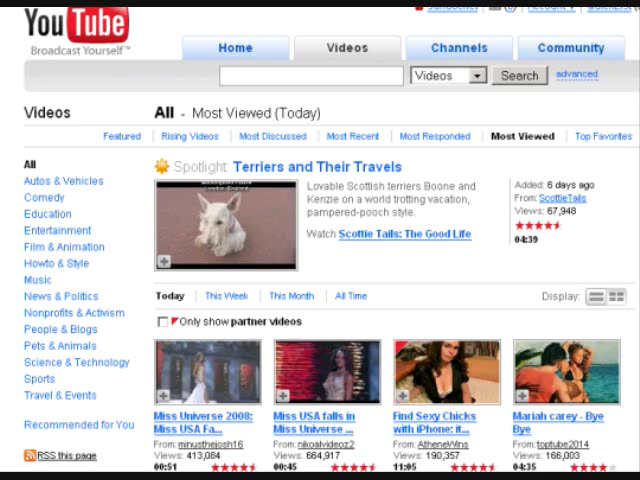 YouTube
Broadcast Yourself™
Home
Videos
Channels
Community
Videos
Search
advanced
Videos
All - Most Viewed (Today)
Featured
Rising Videos
Most Discussed
Most Recent
Most Responded
Most Viewed
Top Favorites
All
Autos & Vehicles
Comedy
Education
Entertainment
Film & Animation
Howto & Style
Music
News & Politics
Nonprofits & Activism
People & Blogs
Pets & Animals
Science & Technology
Sports
Travel & Events
Recommended for You
RSS this page
Spotlight: Terriers and Their Travels
Lovable Scottish terriers Boone and
Kenzie on a world trotting vacation,
pampered-pooch style.
Watch Scottie Tails: The Good Life
Added: 6 days ago
From: ScottieTails
Views: 67,948
04:39
Today
This Week
This Month
All Time
Display:
Only show partner videos
Miss Universe 2008:
Miss USA Fa...
From: minusthejosh16
Views: 413,084
00:51
Miss USA falls in
Miss Universe ...
From: nikoalvideoz2
Views: 664,917
00:45
Find Sexy Chicks
with iPhone: it...
From: AtheneWins
Views: 190,357
11:05
Mariah carey - Bye
Bye
From: toptube2014
Views: 166,003
04:35